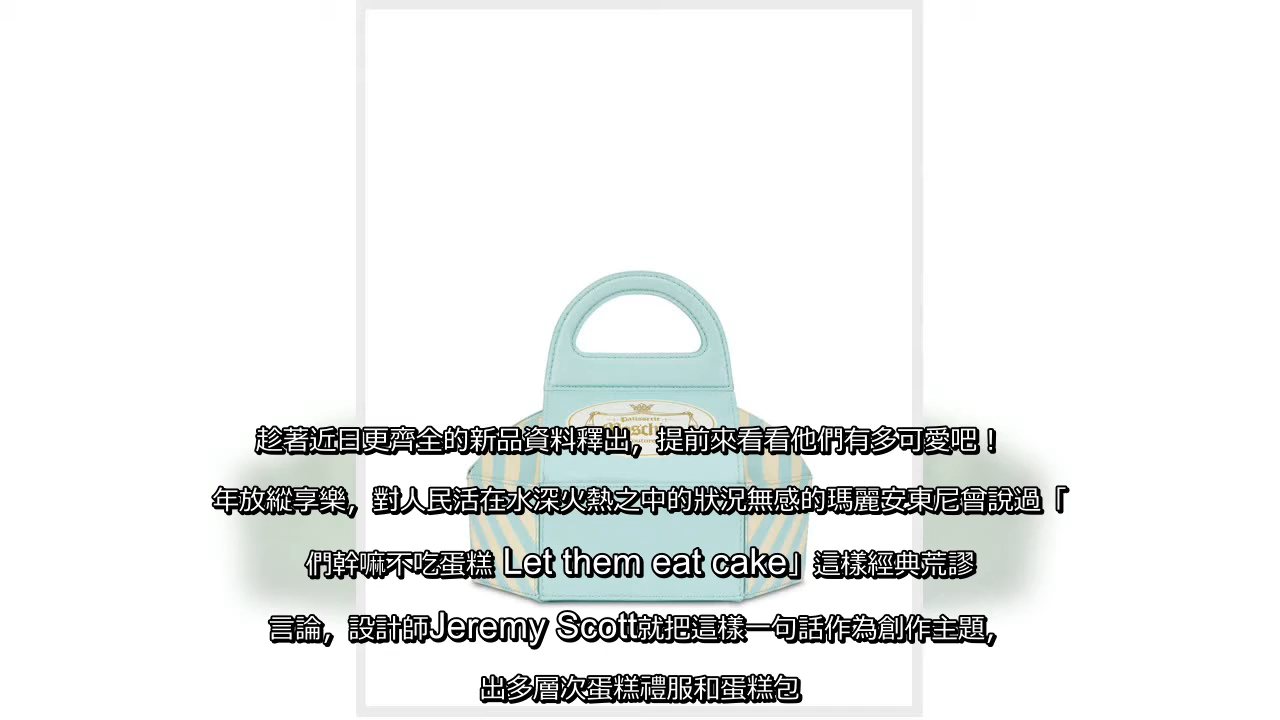 Patisserie
趁著近日更齊全的新品資料釋出，提前來看看他們有多可愛吧！
年放縱享樂，對人民活在水深火熱之中的狀況無感的瑪麗安東尼曾說過「
們幹嘛不吃蛋糕 Let them eat cake」這樣經典荒謬
言論，設計師Jeremy Scott就把這樣一句話作為創作主題，
出多層次蛋糕禮服和蛋糕包